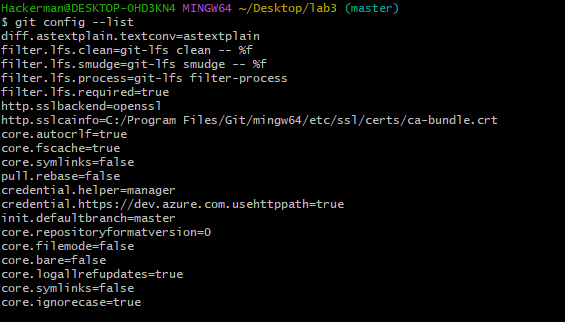 Hackerman@DESKTOP-OHD3KN4 MINGW64 ~/Desktop/lab3 (master)
$ git config --list
diff.astextplain.textconv=astextplain
filter.lfs.clean=git-lfs clean -- %f
filter.lfs.smudge=git-lfs smudge -- %f
filter.lfs.process=git-lfs filter-process
filter.lfs.required=true
http.sslbackend=openssl
http.sslcainfo=C:/Program Files/Git/mingw64/etc/ssl/certs/ca-bundle.crt
core.autocrlf=true
core.fscache=true
core.symlinks=false
pull.rebase=false
credential.helper=manager
credential.https://dev.azure.com.usehttppath=true
init.defaultbranch=master
core.repositoryformatversion=0
core.filemode=false
core.bare=false
core.logallrefupdates=true
core.symlinks=false
core.ignorecase=true